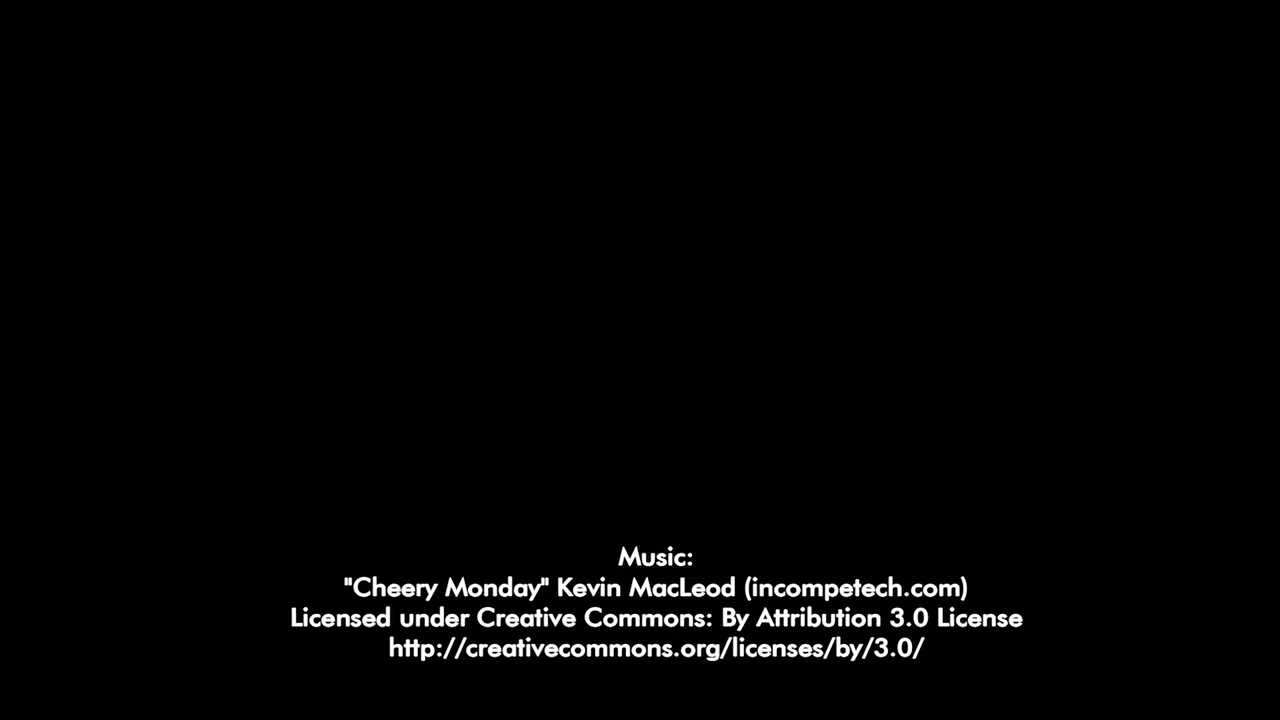 Music:
"Cheery Monday" Kevin MacLeod (incompetech.com)
Licensed under Creative Commons: By Attribution 3.0 License
http://creativecommons.org/licenses/by/3.0/